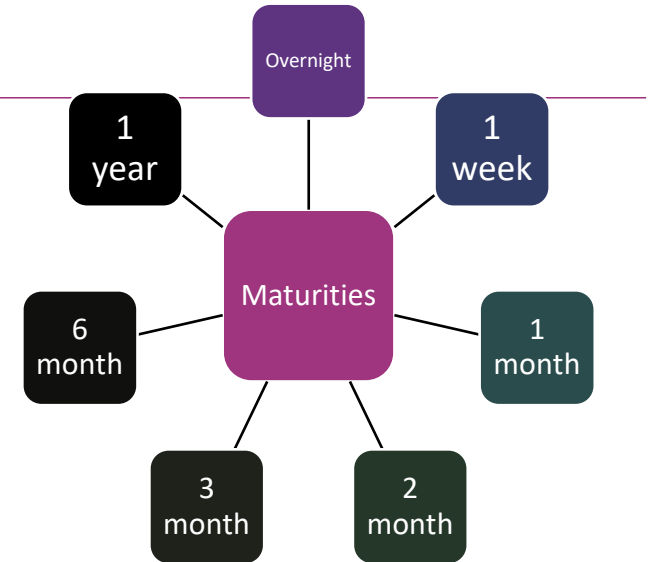 Overnight
1
week
1
month
2
month
3
month
6
month
1
year
Maturities